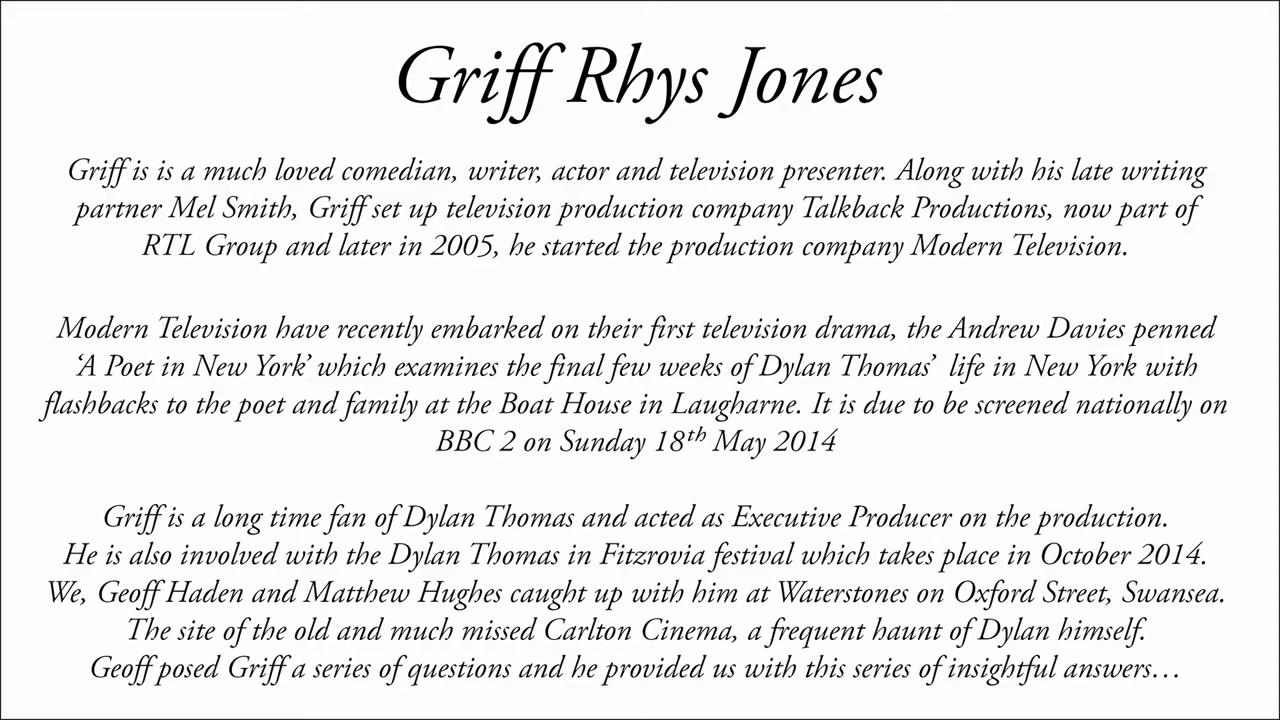 Griff Rhys Jones
Griff is is a much loved comedian, writer, actor and television presenter. Along with his late writing
partner Mel Smith, Griff set up television production company Talkback Productions, now part of
RTL Group and later in 2005, he started the production company Modern Television.
Modern Television have recently embarked on their first television drama, the Andrew Davies penned
‘A Poet in New York’ which examines the final few weeks of Dylan Thomas’ life in New York with
flashbacks to the poet and family at the Boat House in Laugharne. It is due to be screened nationally on
BBC 2 on Sunday 18th May 2014
Griff is a long time fan of Dylan Thomas and acted as Executive Producer on the production.
He is also involved with the Dylan Thomas in Fitzrovia festival which takes place in October 2014.
We, Geoff Haden and Matthew Hughes caught up with him at Waterstones on Oxford Street, Swansea.
The site of the old and much missed Carlton Cinema, a frequent haunt of Dylan himself.
Geoff posed Griff a series of questions and he provided us with this series of insightful answers…